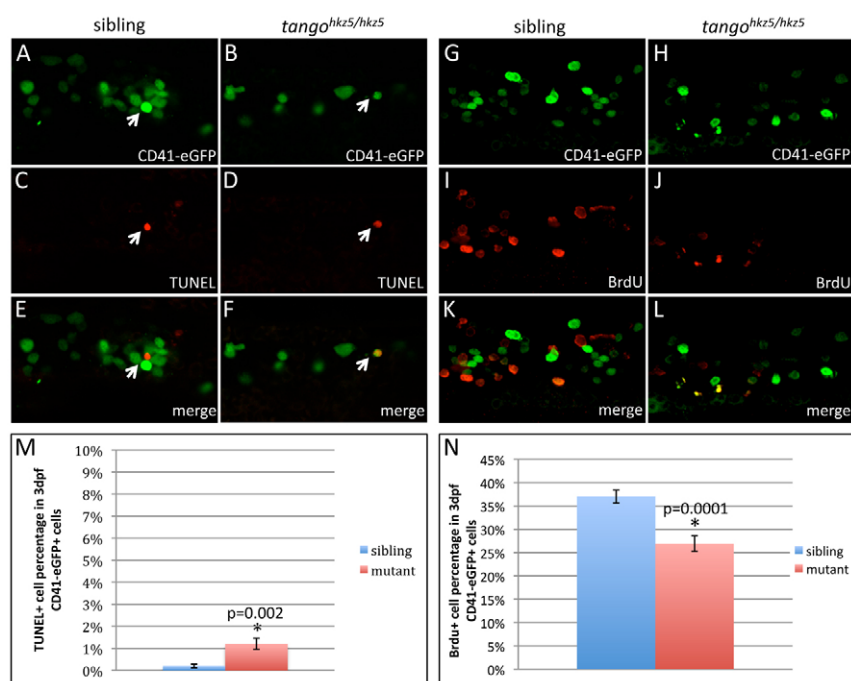 sibling
tango^hkz5/hkz5
sibling
tango^hkz5/hkz5
A
CD41-eGFP
B
CD41-eGFP
G
CD41-eGFP
H
CD41-eGFP
C
TUNEL
D
TUNEL
I
BrdU
J
BrdU
E
merge
F
merge
K
merge
L
merge
M
TUNEL+ cell percentage in 3dpf
CD41-eGFP+ cells
10%
9%
8%
7%
6%
5%
4%
3%
2%
1%
0%
p=0.002
*
sibling
mutant
N
Brdu+ cell percentage in 3dpf
CD41-eGFP+ cells
45%
40%
35%
30%
25%
20%
15%
10%
5%
0%
p=0.0001
*
sibling
mutant